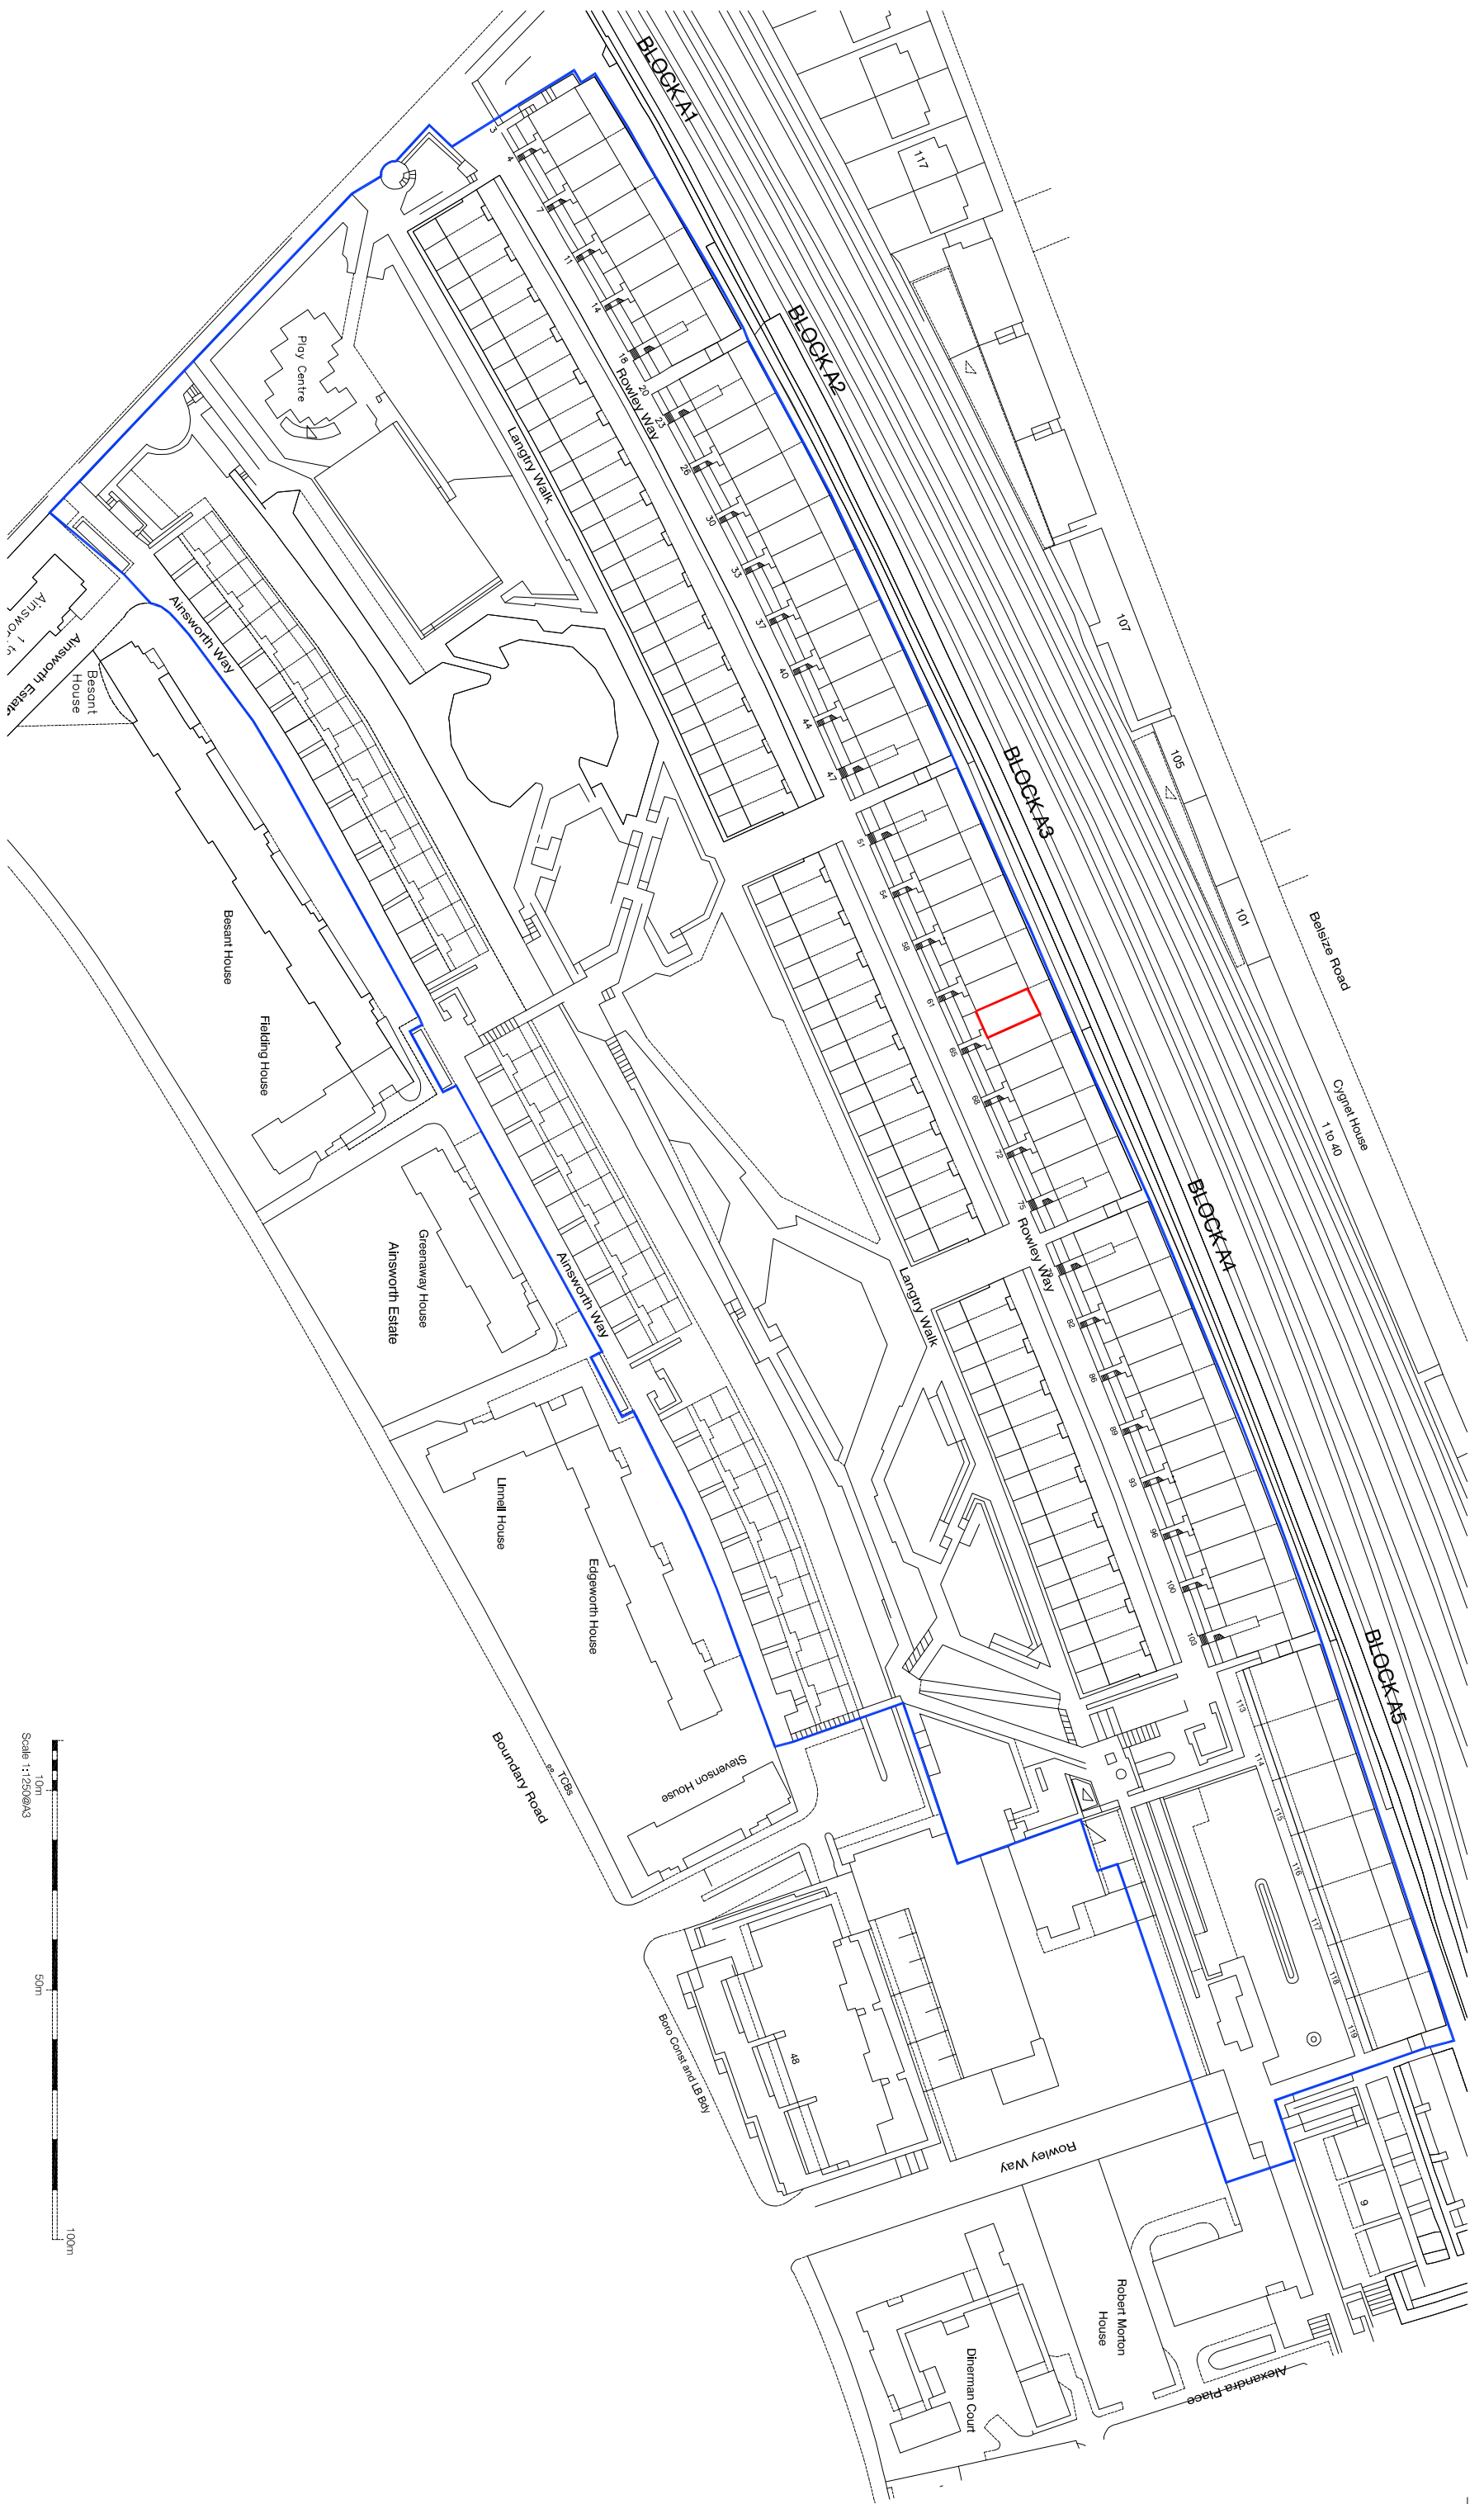 BLOCK A1
BLOCK A2
BLOCK A3
BLOCK A4
BLOCK A5
117
107
105
101
Belsize Road
Cygnet House
1 to 40
3
4
7
11
14
18
20
23
26
30
33
37
40
44
47
51
54
58
61
65
68
72
75
82
86
89
93
96
100
103
113
114
115
116
117
118
119
Rowley Way
Rowley Way
Langtry Walk
Langtry Walk
Play Centre
Ainsworth Way
Ainsworth Way
Ainsworth Estate
Besant
House
Besant House
Fielding House
Greenaway House
Ainsworth Estate
Linnell House
Edgeworth House
Stevenson House
TCBs
Boundary Road
48
Boro Const and LB Bdy
Rowley Way
9
Robert Morton
House
Dinerman Court
Alexandra Place
10m
50m
100m
Scale 1:1250@A3